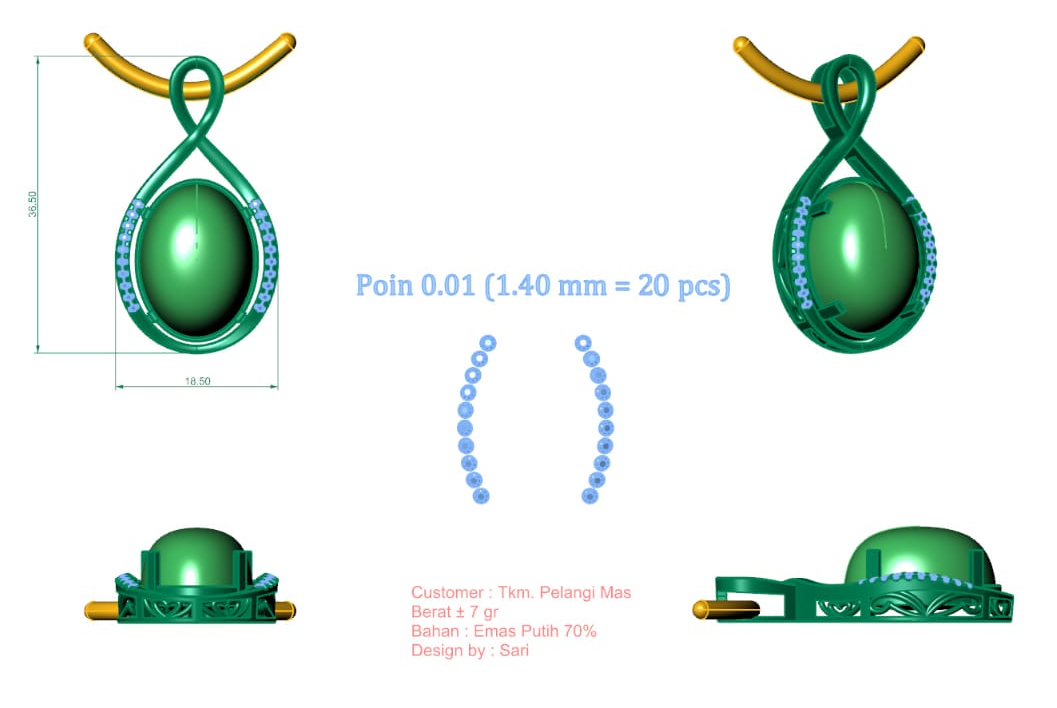 36.50
18.50
Poin 0.01 (1.40 mm = 20 pcs)
Customer : Tkm. Pelangi Mas
Berat ± 7 gr
Bahan : Emas Putih 70%
Design by : Sari